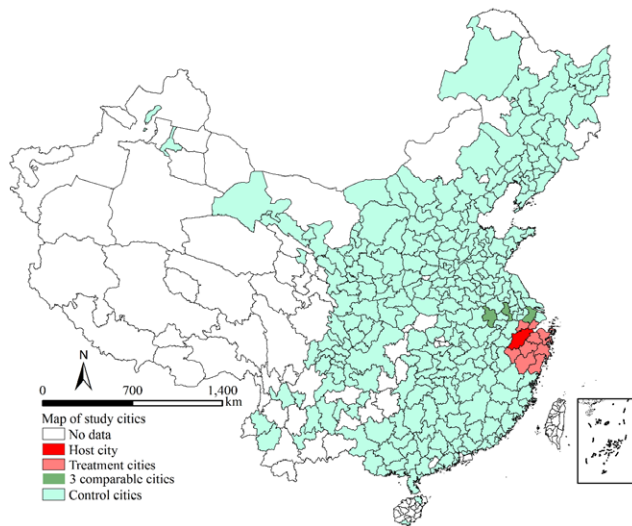 N
0 700 1,400
km
Map of study citics
No data
Host city
Treatment cities
3 comparable citics
Control citics